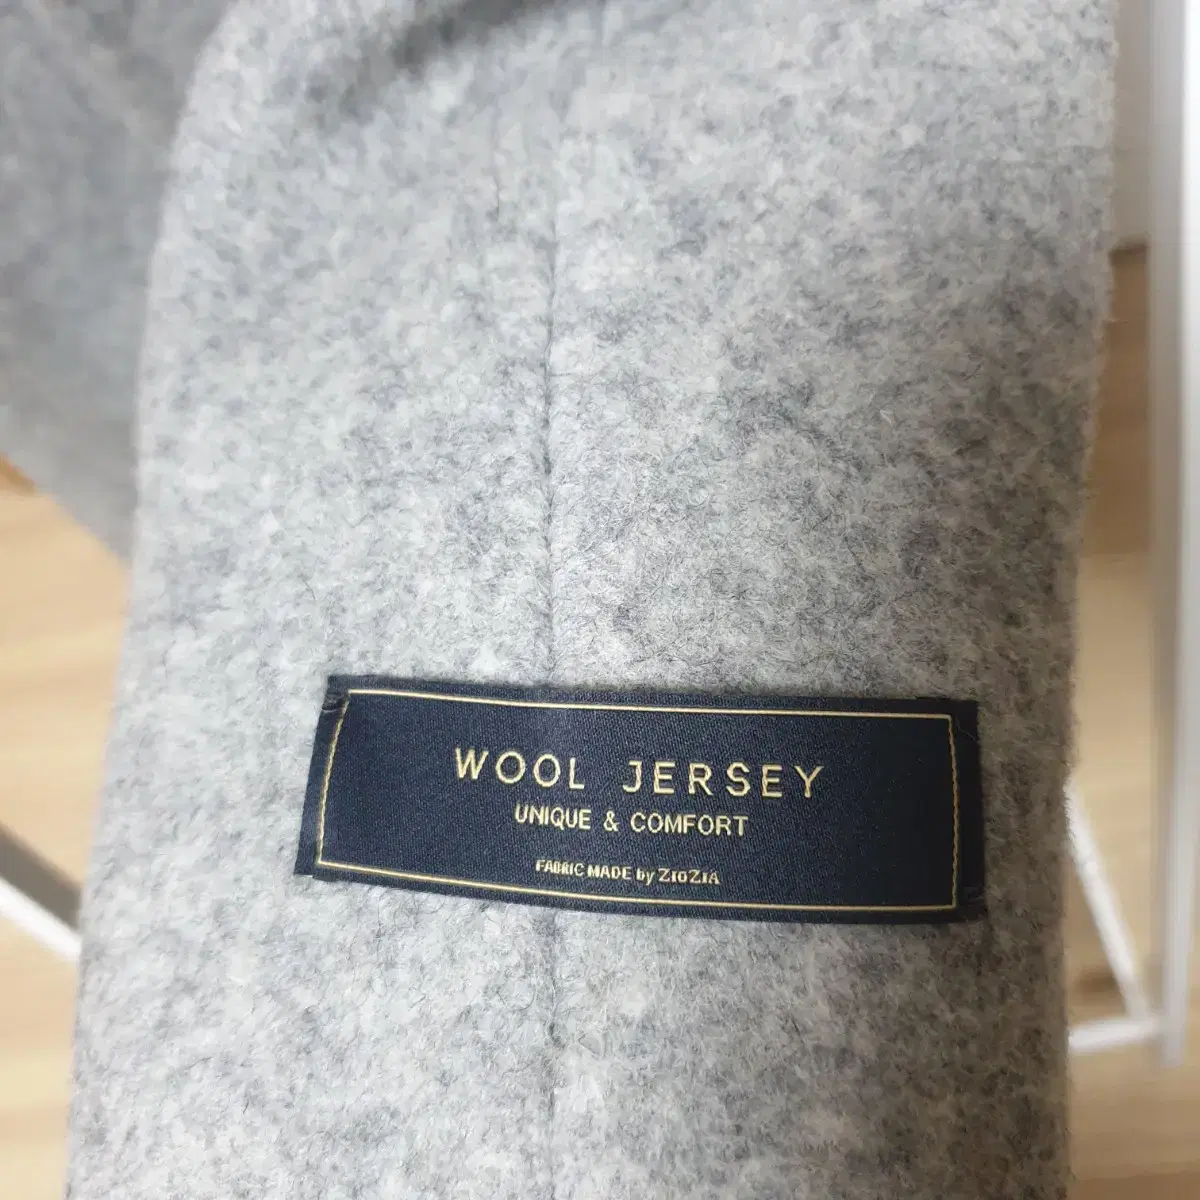 WOOL JERSEY
UNIQUE & COMFORT
FABRIC MADE by ZIOZIA